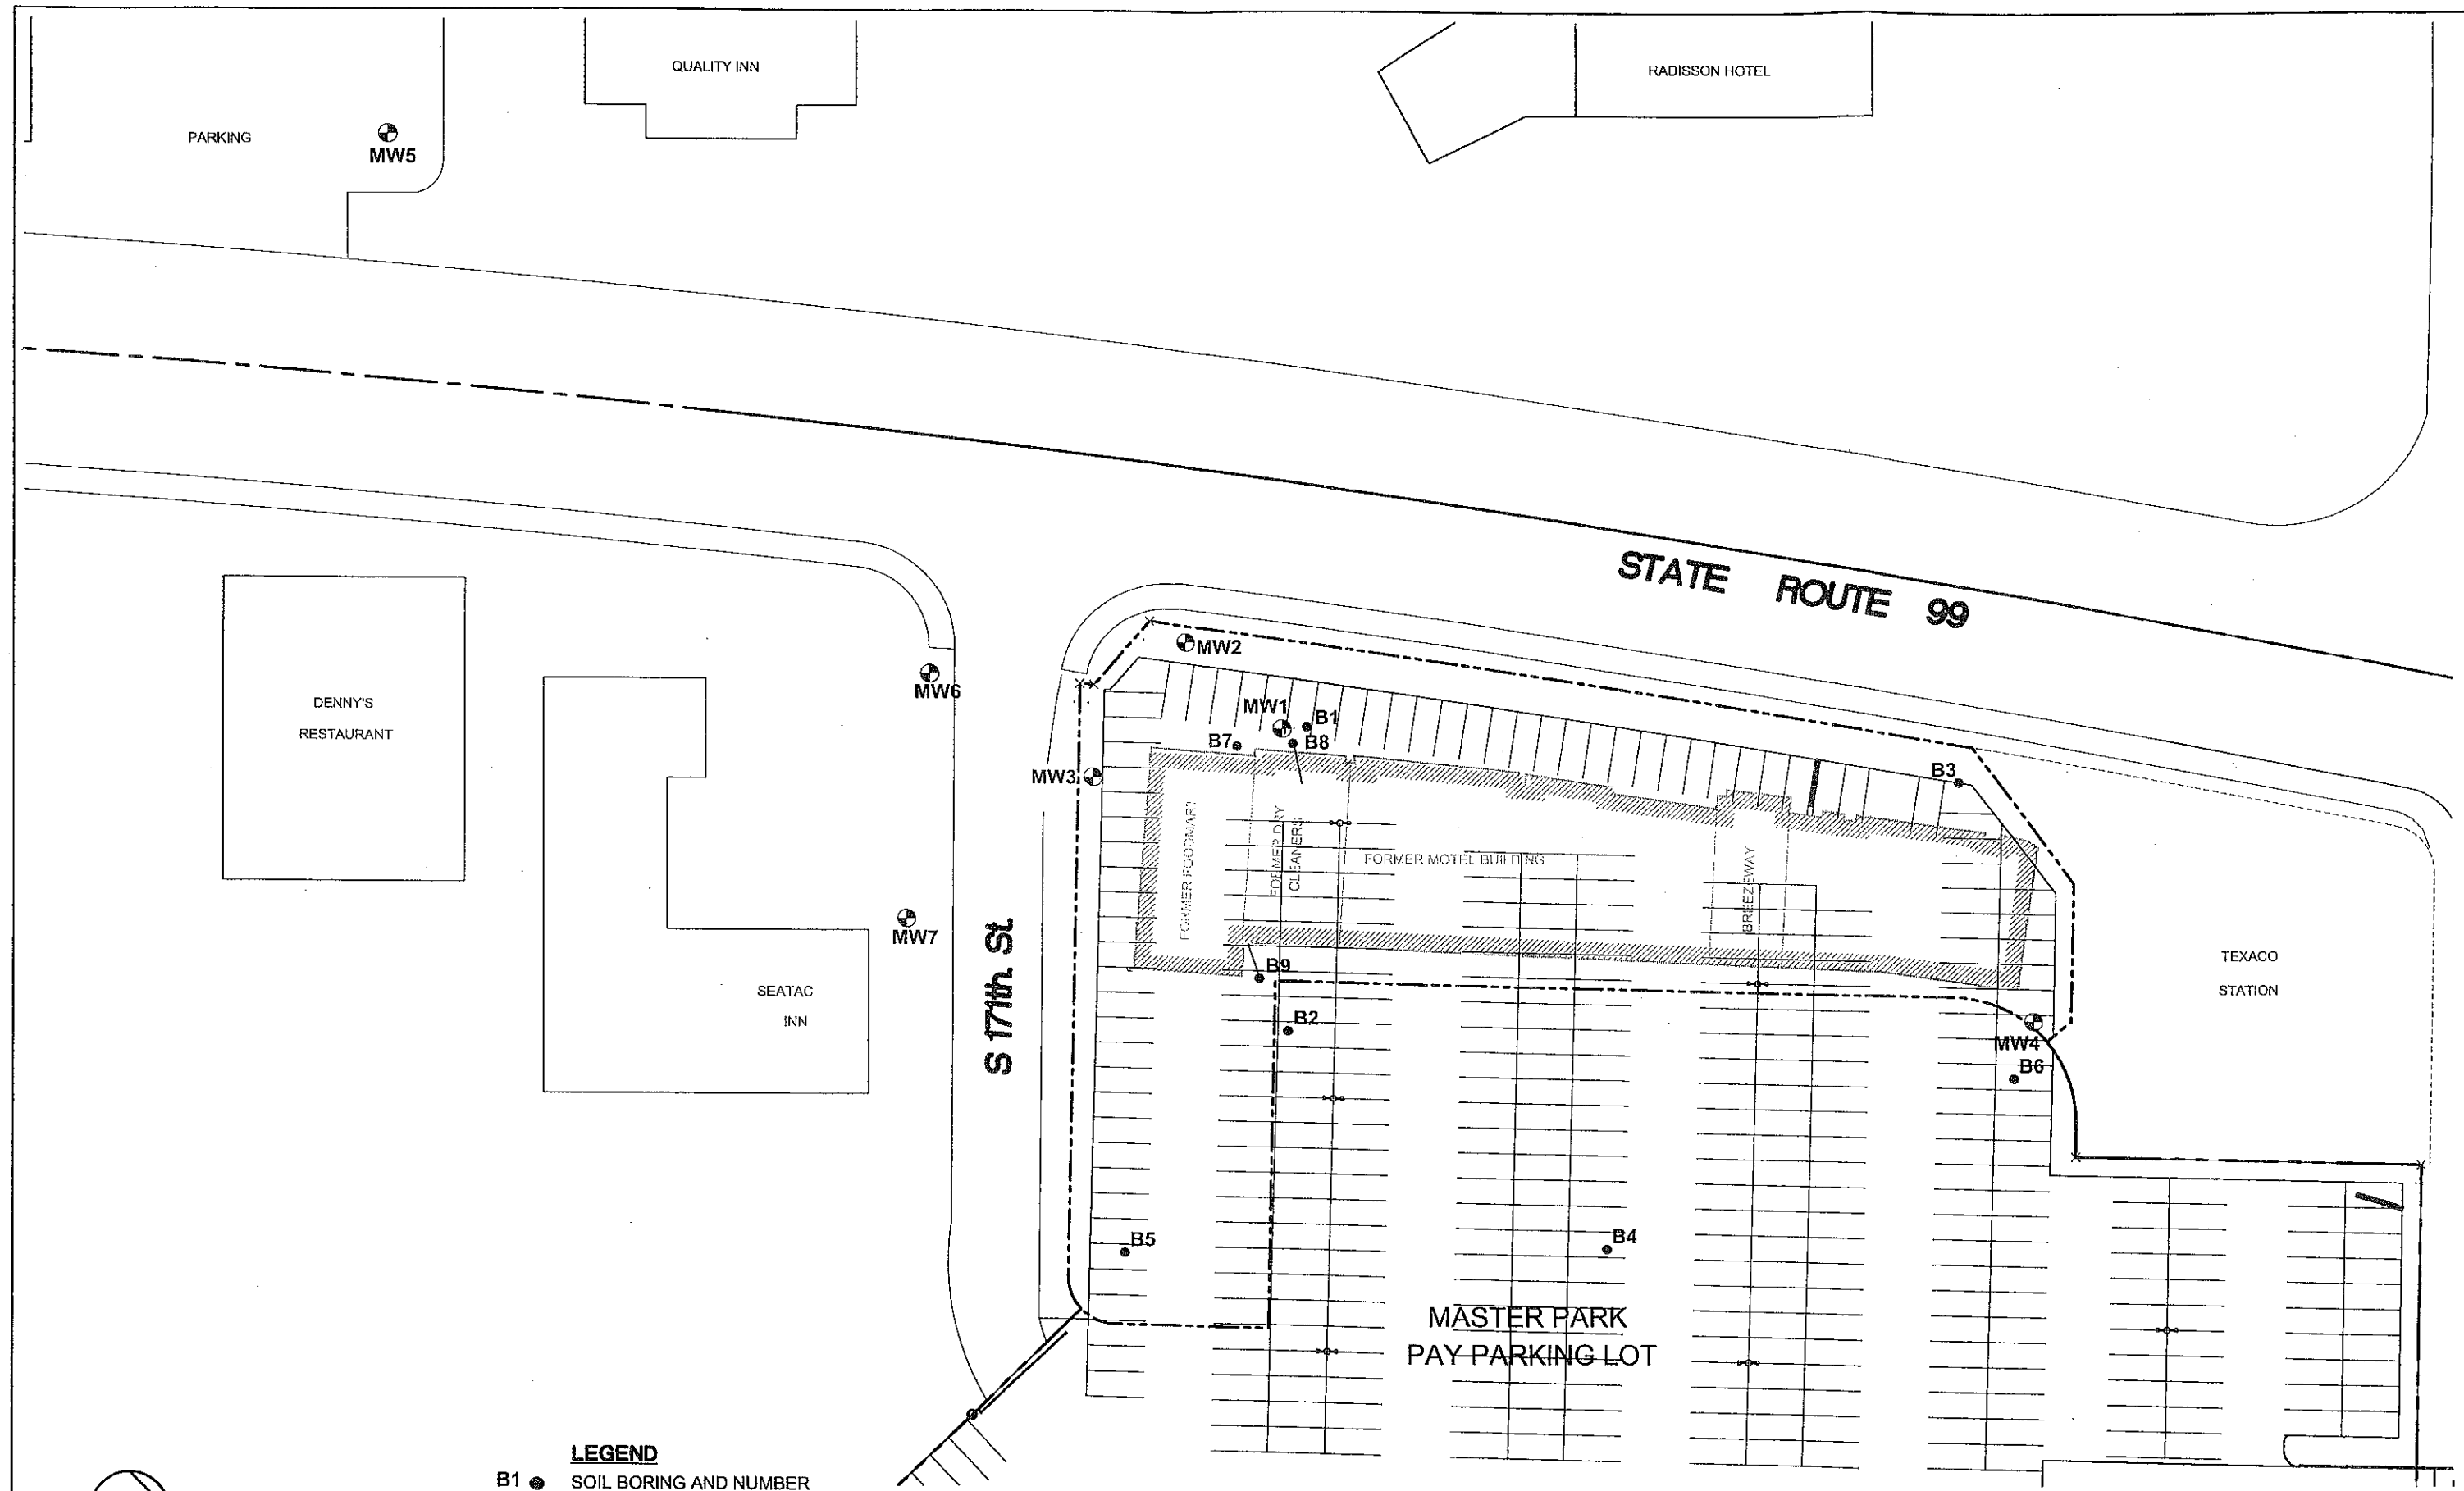 QUALITY INN
RADISSON HOTEL
PARKING
MW5
STATE ROUTE 99
MW2
MW6
DENNY'S
RESTAURANT
MW1
B1
B7
B8
MW3
B3
FORMER FOODMART
FORMER DRY
CLEANERS
FORMER MOTEL BUILDING
BREEZEWAY
MW7
S 171th St.
B9
SEATAC
INN
TEXACO
STATION
B2
MW4
B6
B5
B4
MASTER PARK
PAY PARKING LOT
LEGEND
B1 SOIL BORING AND NUMBER